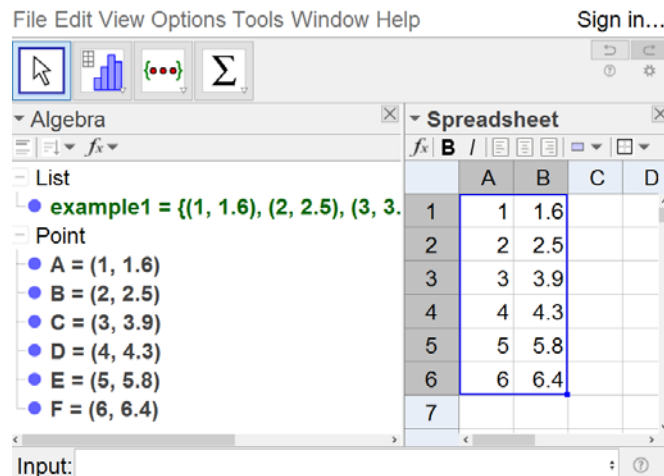 File Edit View Options Tools Window Help Sign in...
Σ
Algebra
fx
List
example1 = {(1, 1.6), (2, 2.5), (3, 3.
Point
A = (1, 1.6)
B = (2, 2.5)
C = (3, 3.9)
D = (4, 4.3)
E = (5, 5.8)
F = (6, 6.4)
Spreadsheet
fx B I
A B C D
1 1 1.6
2 2 2.5
3 3 3.9
4 4 4.3
5 5 5.8
6 6 6.4
7
Input: